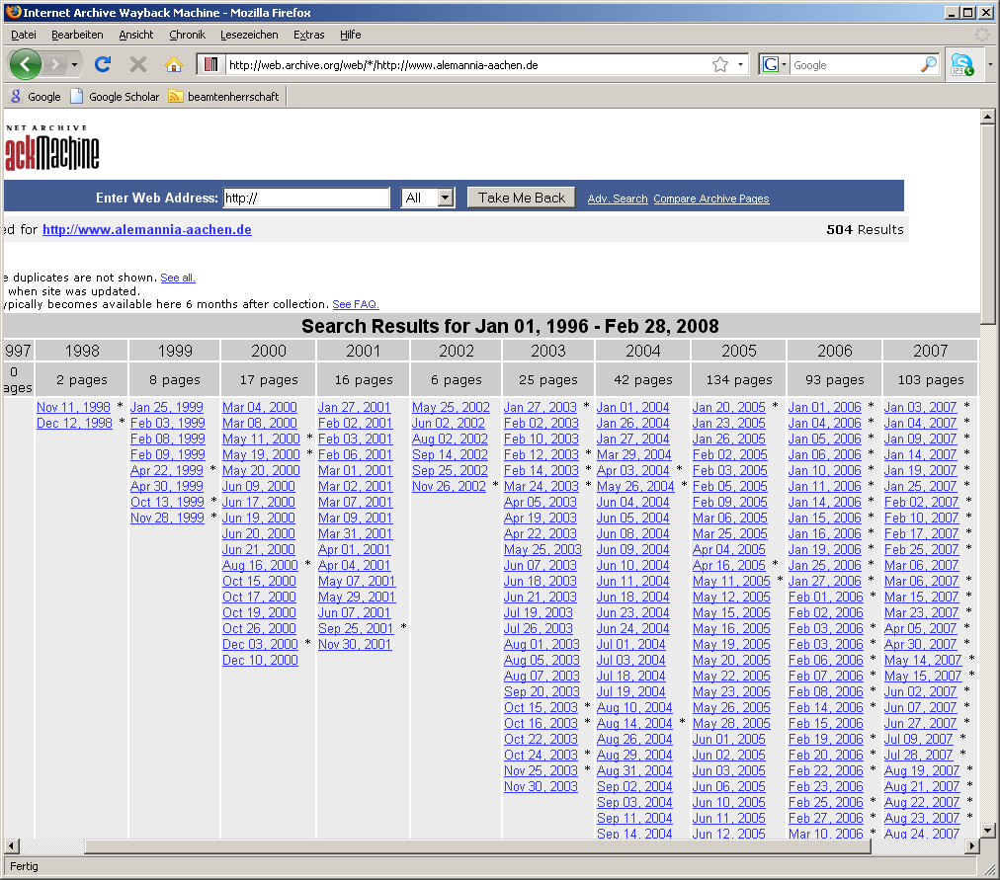 Internet Archive Wayback Machine - Mozilla Firefox
Datei Bearbeiten Ansicht Chronik Lesezeichen Extras Hilfe
http://web.archive.org/web/*/http://www.alemannia-aachen.de Google
Google Google Scholar beamtenherrschaft
NET ARCHIVE
ackMachine
Enter Web Address: http:// All Take Me Back Adv. Search Compare Archive Pages
ed for http://www.alemannia-aachen.de 504 Results
e duplicates are not shown. See all.
when site was updated.
ypically becomes available here 6 months after collection. See FAQ.
Search Results for Jan 01, 1996 - Feb 28, 2008
997 1998 1999 2000 2001 2002 2003 2004 2005 2006 2007
0 ages 2 pages 8 pages 17 pages 16 pages 6 pages 25 pages 42 pages 134 pages 93 pages 103 pages
Nov 11, 1998 * Jan 25, 1999 Mar 04, 2000 Jan 27, 2001 May 25, 2002 Jan 27, 2003 * Jan 01, 2004 Jan 20, 2005 * Jan 01, 2006 * Jan 03, 2007 *
Dec 12, 1998 * Feb 03, 1999 Mar 08, 2000 Feb 02, 2001 Jun 02, 2002 Feb 02, 2003 Jan 26, 2004 Jan 23, 2005 Jan 04, 2006 * Jan 04, 2007 *
Feb 08, 1999 May 11, 2000 * Feb 03, 2001 Aug 02, 2002 Feb 10, 2003 Jan 27, 2004 Jan 26, 2005 Jan 05, 2006 * Jan 09, 2007 *
Feb 09, 1999 May 19, 2000 * Feb 06, 2001 Sep 14, 2002 Feb 12, 2003 * Mar 29, 2004 * Feb 02, 2005 Jan 06, 2006 * Jan 14, 2007 *
Apr 22, 1999 * May 20, 2000 Mar 01, 2001 Sep 25, 2002 Feb 14, 2003 * Apr 03, 2004 * Feb 03, 2005 Jan 10, 2006 * Jan 19, 2007 *
Apr 30, 1999 Jun 09, 2000 Mar 02, 2001 Nov 26, 2002 * Mar 24, 2003 * May 26, 2004 * Feb 05, 2005 Jan 11, 2006 * Jan 25, 2007 *
Oct 13, 1999 * Jun 17, 2000 Mar 07, 2001 Apr 05, 2003 Jun 04, 2004 Feb 09, 2005 Jan 14, 2006 * Feb 02, 2007 *
Nov 28, 1999 * Jun 19, 2000 Mar 09, 2001 Apr 19, 2003 Jun 05, 2004 Mar 06, 2005 Jan 15, 2006 * Feb 10, 2007 *
Jun 20, 2000 Mar 31, 2001 Apr 22, 2003 Jun 08, 2004 Mar 25, 2005 Jan 16, 2006 * Feb 17, 2007 *
Jun 21, 2000 Apr 01, 2001 May 25, 2003 Jun 09, 2004 Apr 04, 2005 Jan 19, 2006 * Feb 25, 2007 *
Aug 16, 2000 * Apr 04, 2001 Jun 07, 2003 Jun 10, 2004 Apr 16, 2005 * Jan 25, 2006 * Mar 06, 2007
Oct 15, 2000 May 07, 2001 Jun 18, 2003 Jun 11, 2004 May 11, 2005 * Jan 27, 2006 * Mar 06, 2007 *
Oct 17, 2000 May 29, 2001 Jun 21, 2003 Jun 18, 2004 May 12, 2005 Feb 01, 2006 * Mar 15, 2007 *
Oct 19, 2000 Jun 07, 2001 Jul 19, 2003 Jun 23, 2004 May 15, 2005 Feb 02, 2006 Mar 23, 2007 *
Oct 26, 2000 Sep 25, 2001 * Jul 26, 2003 Jun 24, 2004 May 16, 2005 Feb 03, 2006 * Apr 05, 2007 *
Dec 03, 2000 * Nov 30, 2001 Aug 01, 2003 Jul 01, 2004 May 19, 2005 Feb 03, 2006 * Apr 30, 2007 *
Dec 10, 2000 Aug 05, 2003 Jul 03, 2004 May 20, 2005 Feb 06, 2006 * May 14, 2007 *
Aug 07, 2003 Jul 18, 2004 May 22, 2005 Feb 07, 2006 * May 15, 2007 *
Sep 20, 2003 Jul 19, 2004 May 23, 2005 Feb 08, 2006 * Jun 02, 2007 *
Oct 15, 2003 * Aug 10, 2004 May 26, 2005 Feb 14, 2006 * Jun 07, 2007 *
Oct 16, 2003 * Aug 14, 2004 * May 28, 2005 Feb 15, 2006 Jun 27, 2007 *
Oct 22, 2003 Aug 26, 2004 Jun 01, 2005 Feb 19, 2006 * Jul 09, 2007 *
Oct 24, 2003 * Aug 29, 2004 Jun 02, 2005 Feb 20, 2006 * Jul 28, 2007 *
Nov 25, 2003 * Aug 31, 2004 Jun 03, 2005 Feb 22, 2006 * Aug 19, 2007 *
Nov 30, 2003 Sep 02, 2004 Jun 06, 2005 Feb 23, 2006 Aug 21, 2007 *
Sep 03, 2004 Jun 10, 2005 Feb 25, 2006 * Aug 22, 2007 *
Sep 11, 2004 Jun 11, 2005 Feb 27, 2006 * Aug 23, 2007 *
Sep 14, 2004 Jun 12, 2005 Mar 10, 2006 * Aug 24, 2007
Fertig